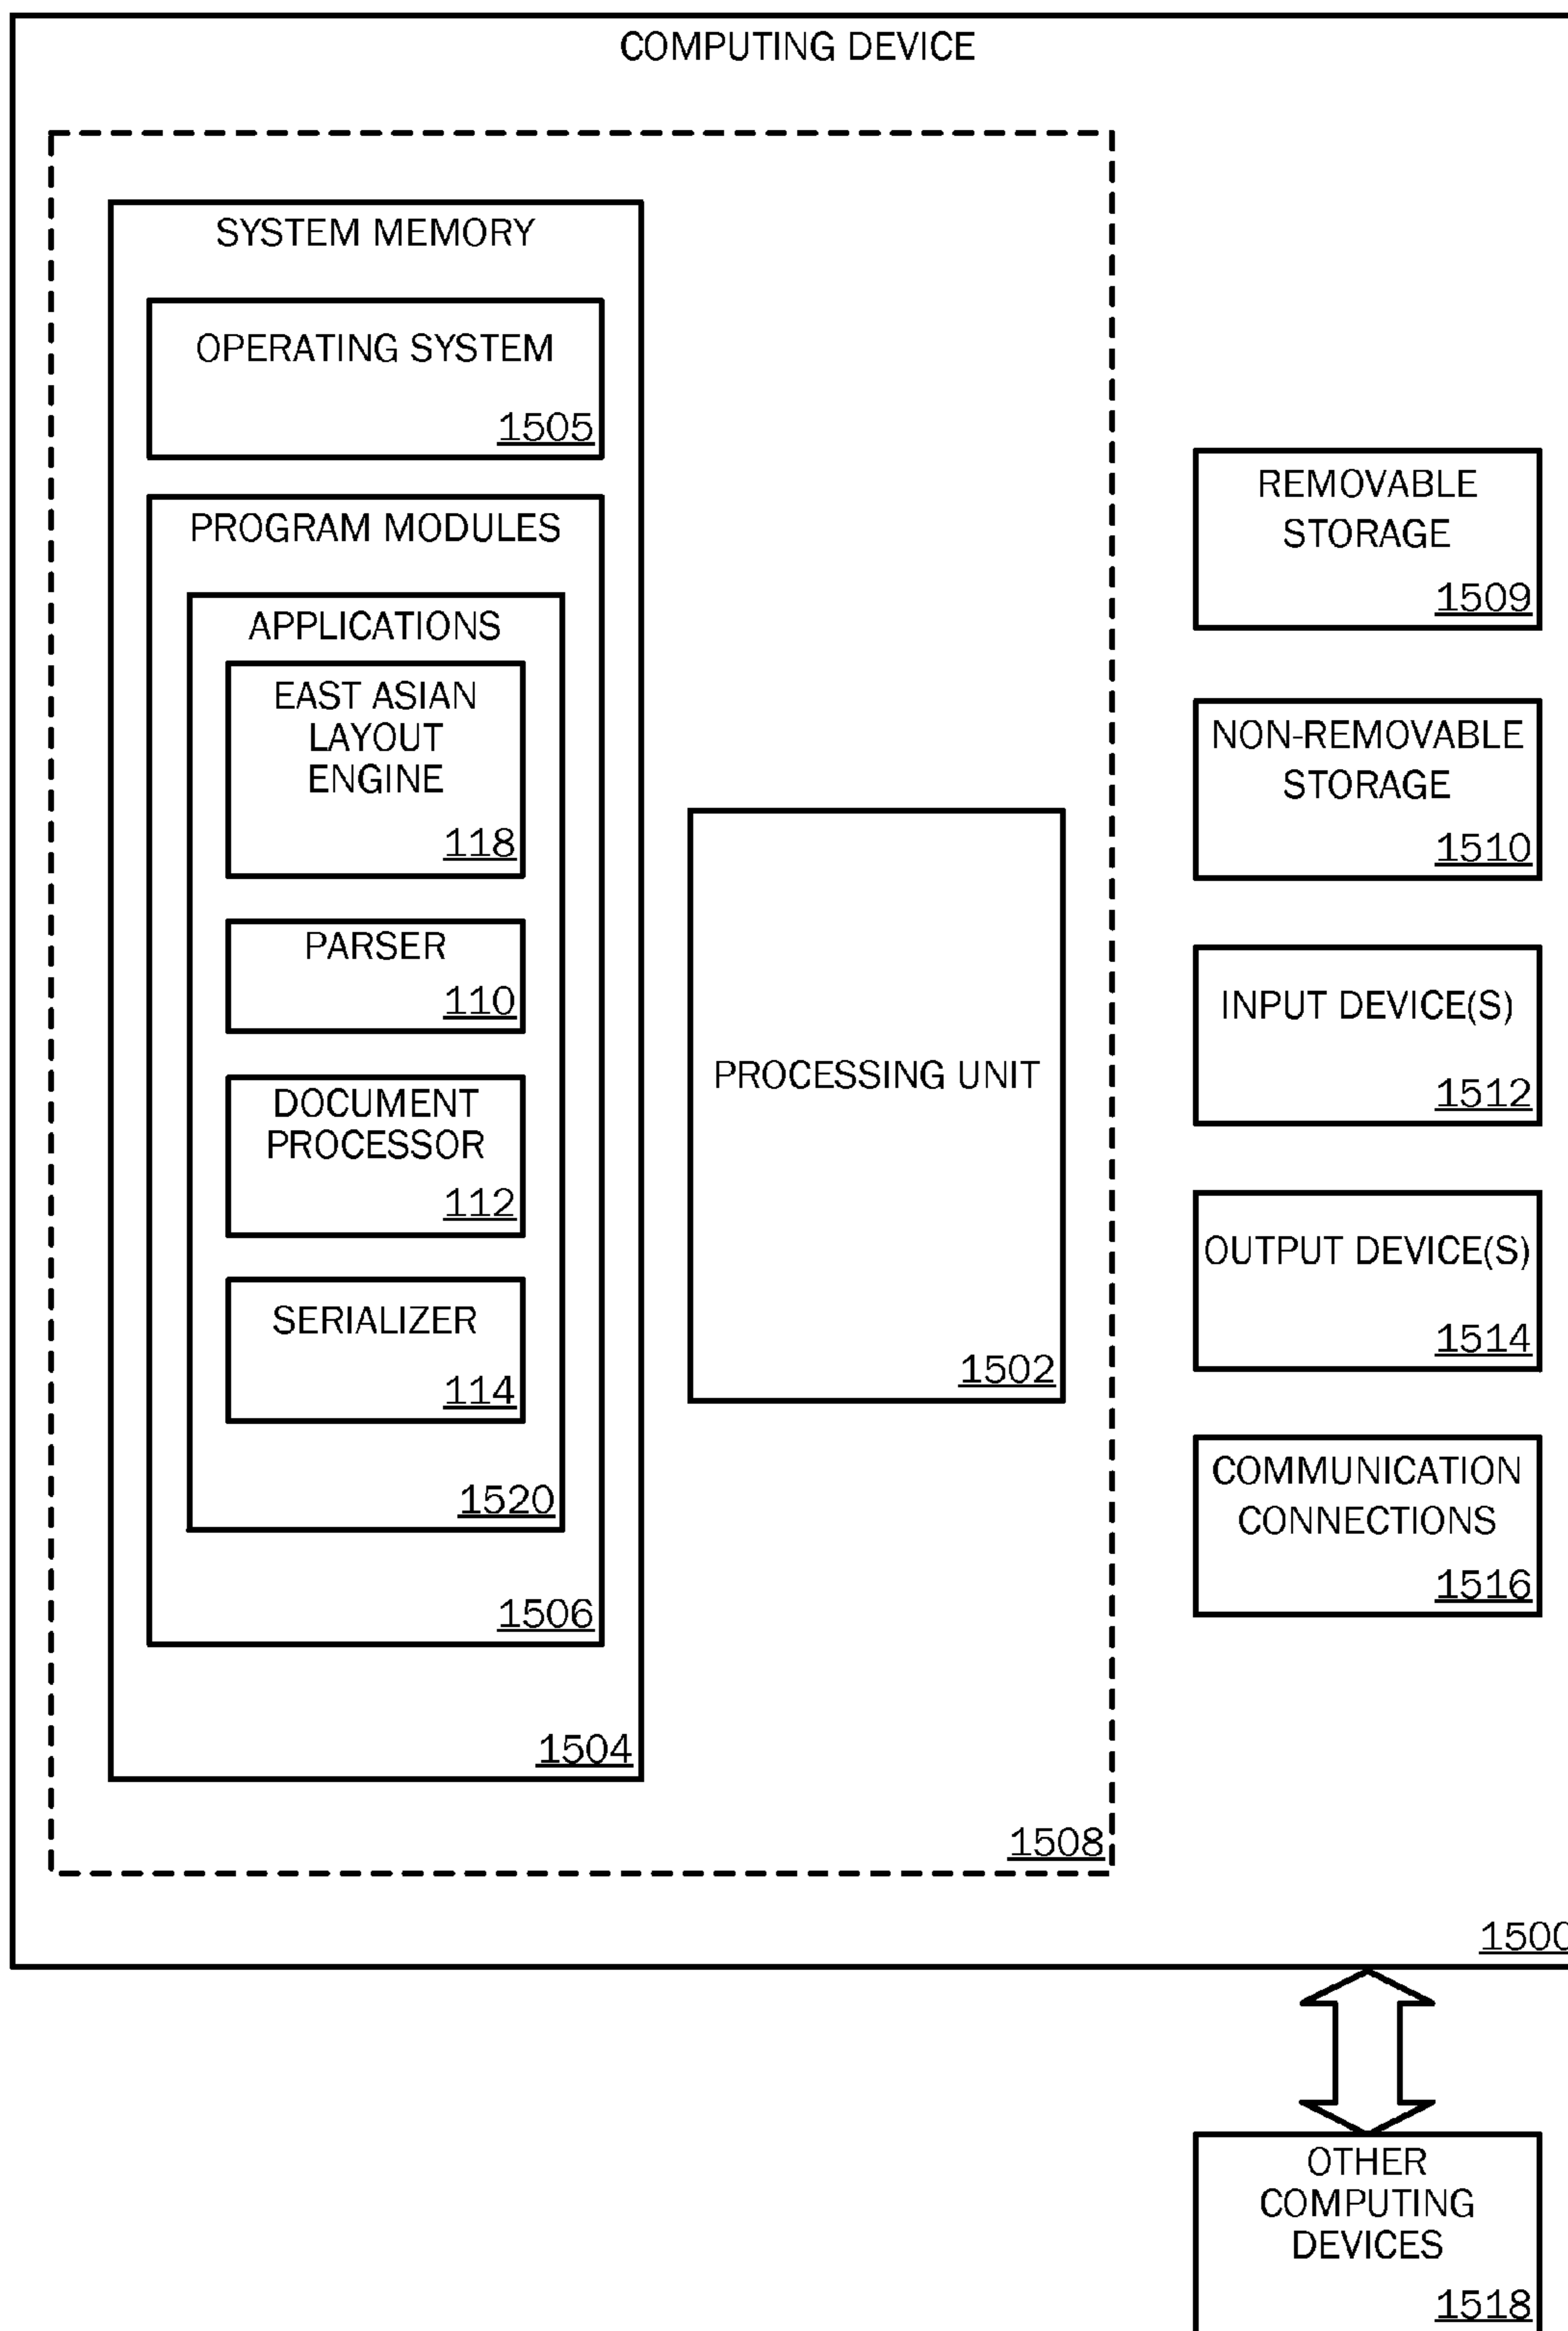 COMPUTING DEVICE
SYSTEM MEMORY
OPERATING SYSTEM
1505
PROGRAM MODULES
APPLICATIONS
EAST ASIAN
LAYOUT
ENGINE
118
PARSER
110
DOCUMENT
PROCESSOR
112
SERIALIZER
114
1520
1506
1504
PROCESSING UNIT
1502
1508
REMOVABLE
STORAGE
1509
NON-REMOVABLE
STORAGE
1510
INPUT DEVICE(S)
1512
OUTPUT DEVICE(S)
1514
COMMUNICATION
CONNECTIONS
1516
1500
OTHER
COMPUTING
DEVICES
1518